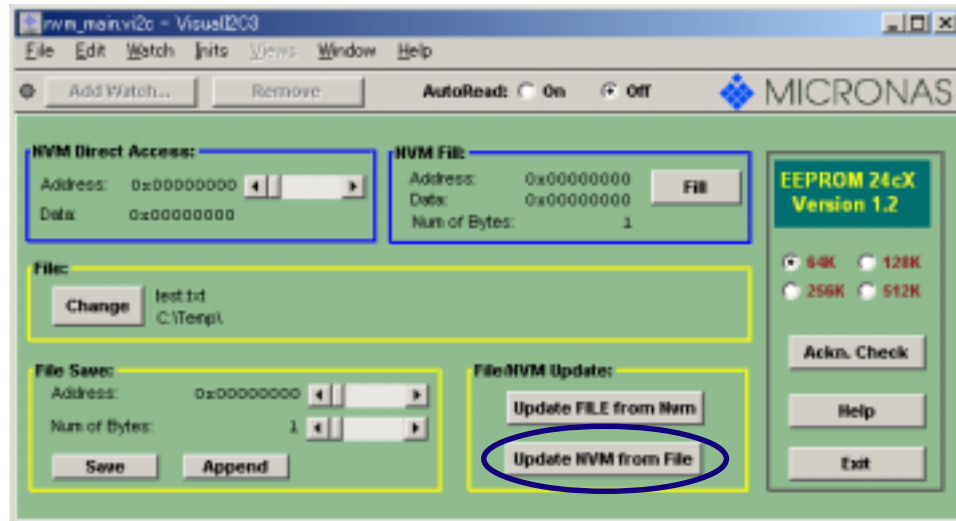 nvm_main.vi2c - VisualI2C3
File Edit Watch Inits Views Window Help
Add Watch... Remove AutoRead: On Off MICRONAS
NVM Direct Access:
Address: 0x00000000
Data: 0x00000000
NVM Fill:
Address: 0x00000000
Data: 0x00000000
Num of Bytes: 1
Fill
EEPROM 24cX
Version 1.2
64K 128K
256K 512K
File:
Change
test.txt
C:\Temp\
Ackn. Check
Help
Exit
File Save:
Address: 0x00000000
Num of Bytes: 1
Save Append
File/NVM Update:
Update FILE from Nvm
Update NVM from File